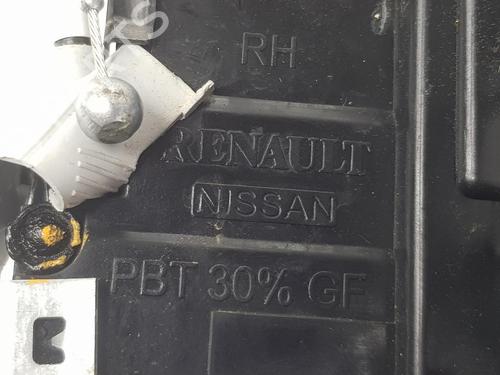 RH
RENAULT
NISSAN
PBT 30% GF